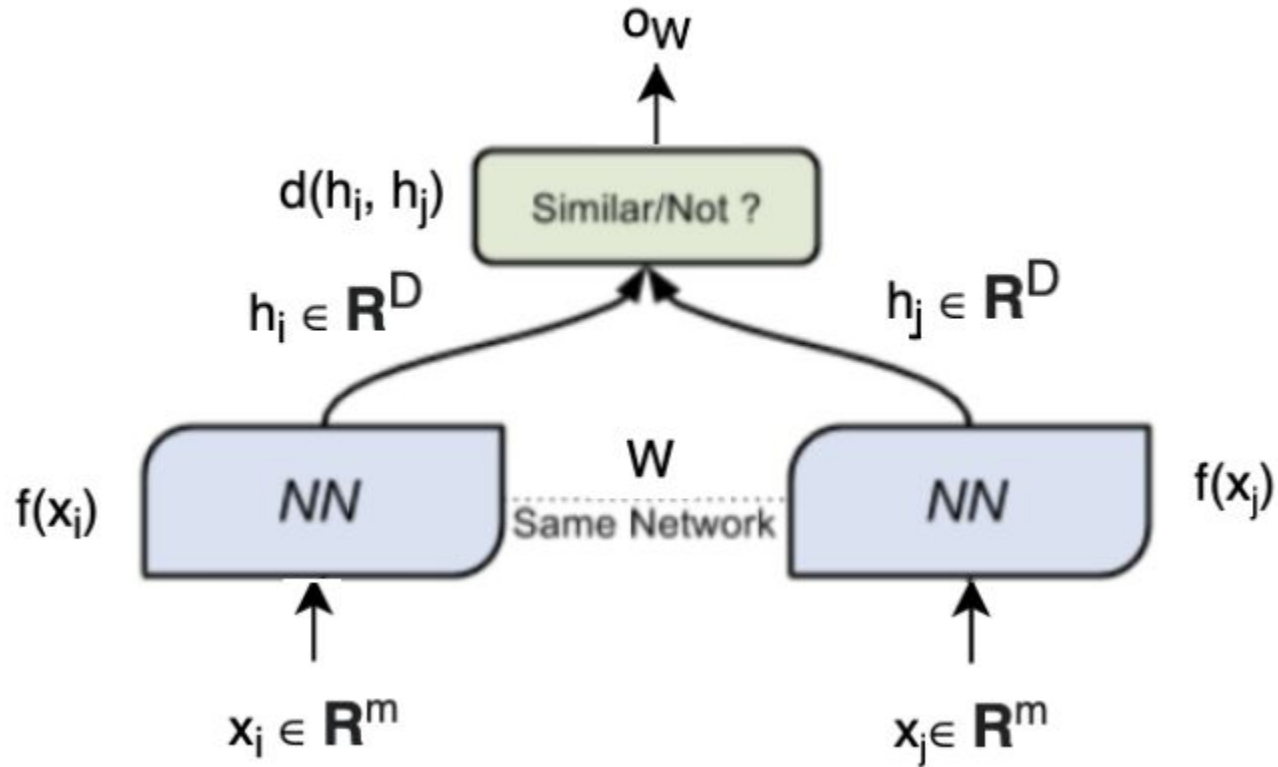 o_W
d(h_i, h_j)
Similar/Not ?
h_i ∈ R^D
h_j ∈ R^D
f(x_i)
NN
W
Same Network
NN
f(x_j)
x_i ∈ R^m
x_j∈ R^m